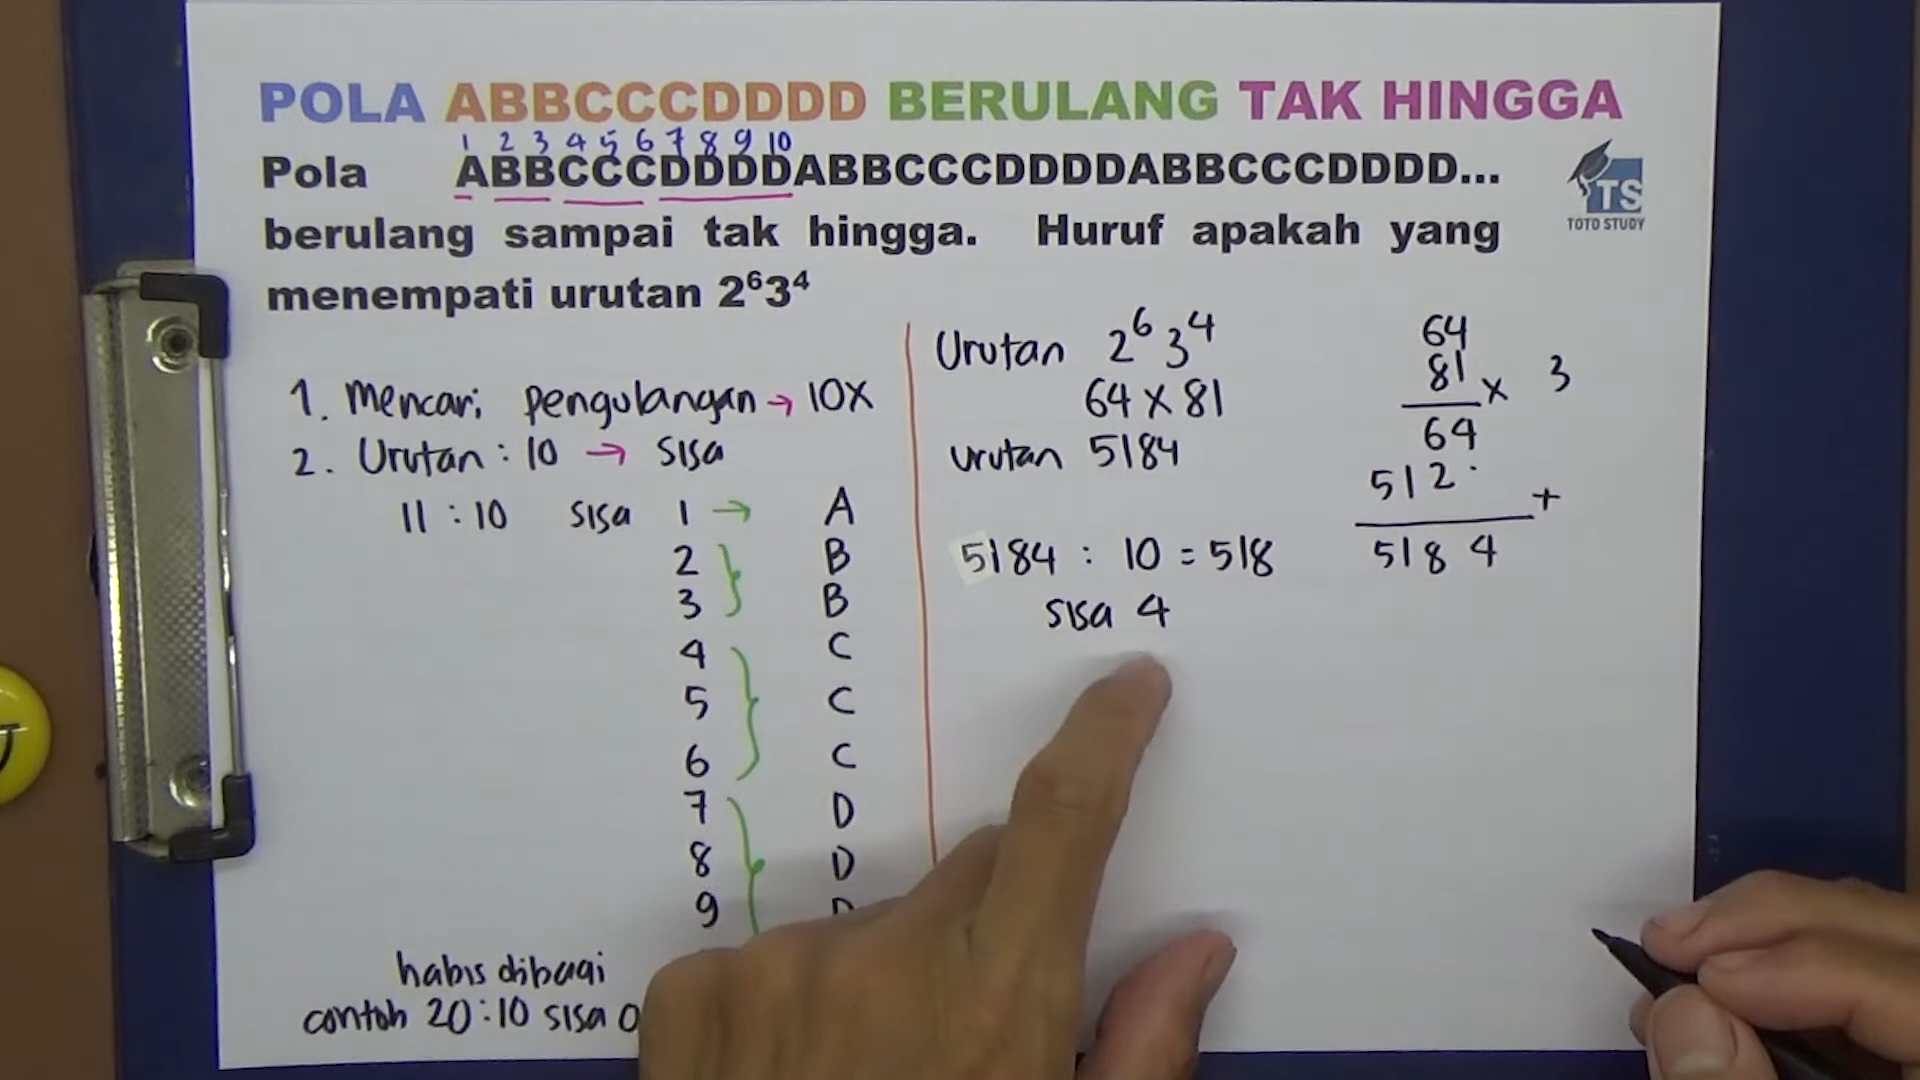 POLA ABBCCCDDDD BERULANG TAK HINGGA
1 2 3 4 5 6 7 8 9 10
Pola ABBCCCDDDDABBCCCDDDDABBCCCDDDD...
berulang sampai tak hingga. Huruf apakah yang
menempati urutan 2⁶3⁴
TS
TOTO STUDY
1. Mencari pengulangan → 10x
2. Urutan : 10 → sisa
11 : 10 sisa 1 → A
2 B
3 B
4 C
5 C
6 C
7 D
8 D
9 D
habis dibagi
contoh 20 : 10 sisa 0
Urutan 2⁶ 3⁴
64 x 81
urutan 5184
5184 : 10 = 518
sisa 4
64
81 x 3
64
512 .
+
5184